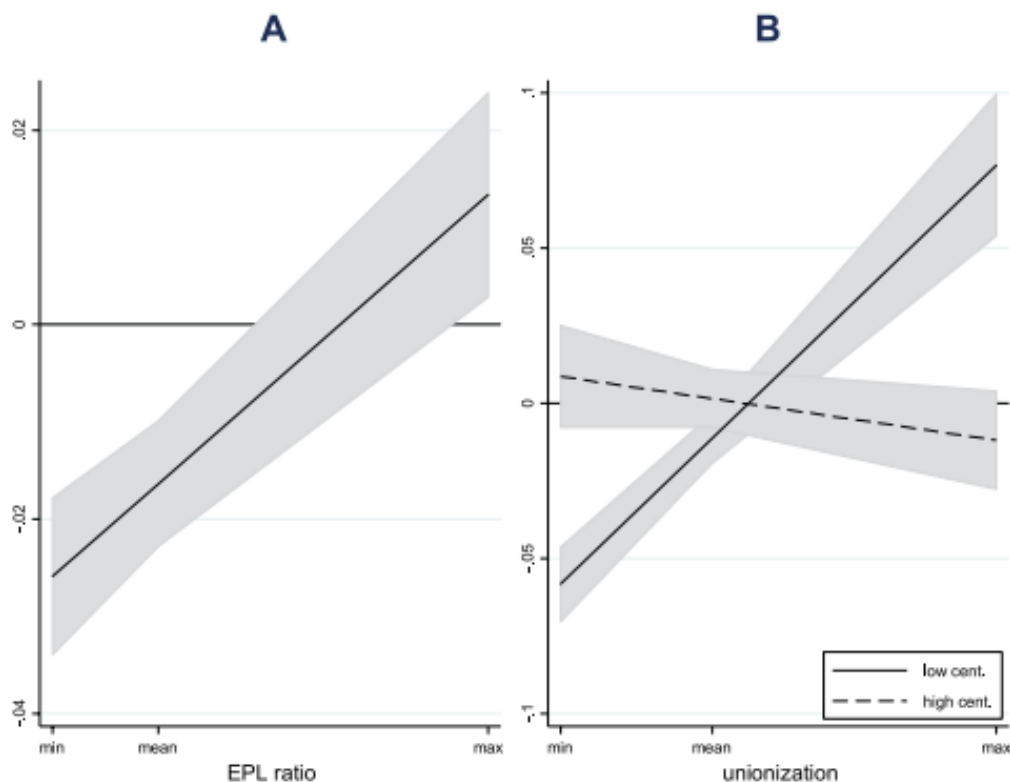 A
B
.02
0
-.02
-.04
min
mean
max
EPL ratio
.1
.05
0
-.05
-.1
low cent.
high cent.
min
mean
max
unionization